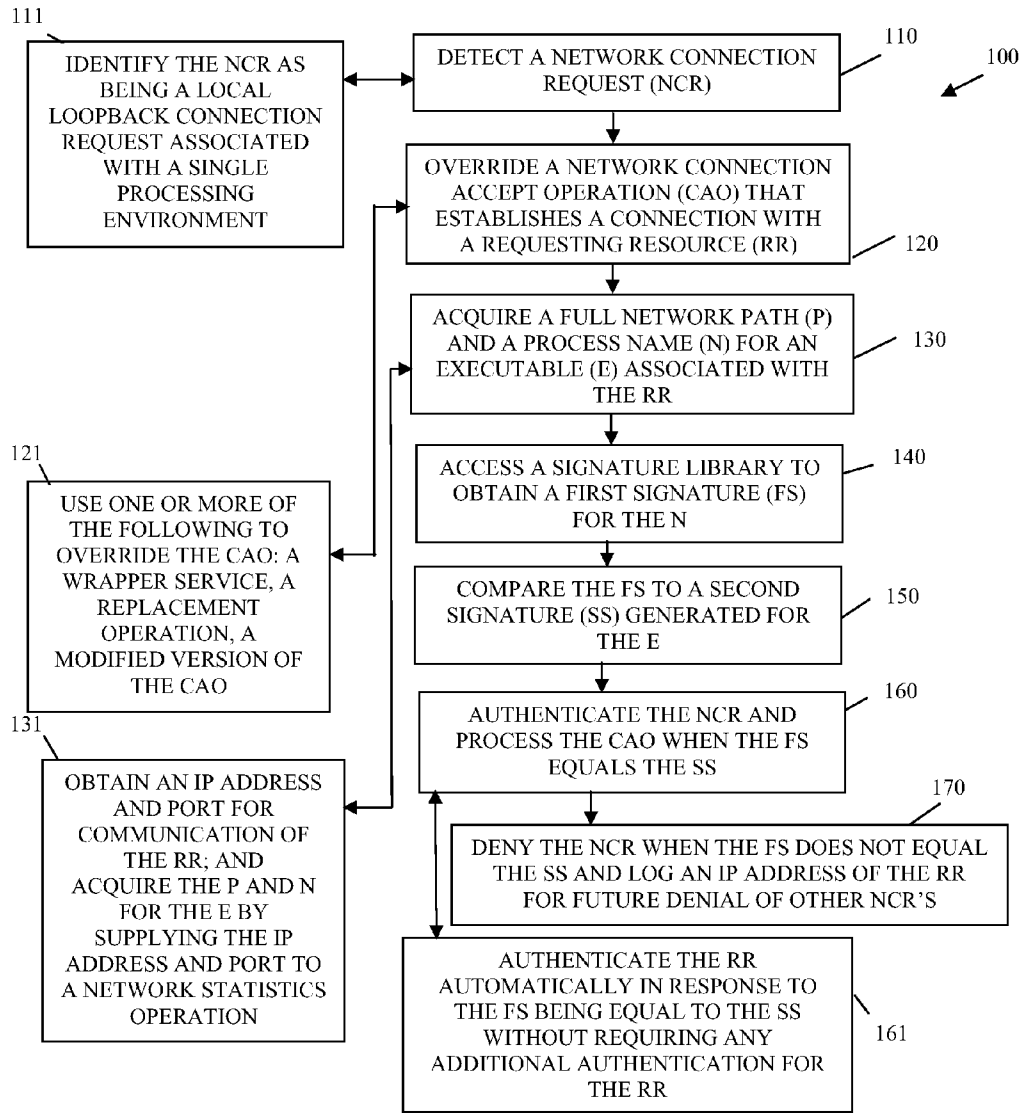 111
IDENTIFY THE NCR AS
BEING A LOCAL
LOOPBACK CONNECTION
REQUEST ASSOCIATED
WITH A SINGLE
PROCESSING
ENVIRONMENT
DETECT A NETWORK CONNECTION
REQUEST (NCR)
110
100
OVERRIDE A NETWORK CONNECTION
ACCEPT OPERATION (CAO) THAT
ESTABLISHES A CONNECTION WITH
A REQUESTING RESOURCE (RR)
120
ACQUIRE A FULL NETWORK PATH (P)
AND A PROCESS NAME (N) FOR AN
EXECUTABLE (E) ASSOCIATED WITH
THE RR
130
121
USE ONE OR MORE OF
THE FOLLOWING TO
OVERRIDE THE CAO: A
WRAPPER SERVICE, A
REPLACEMENT
OPERATION, A
MODIFIED VERSION OF
THE CAO
ACCESS A SIGNATURE LIBRARY TO
OBTAIN A FIRST SIGNATURE (FS)
FOR THE N
140
COMPARE THE FS TO A SECOND
SIGNATURE (SS) GENERATED FOR
THE E
150
131
OBTAIN AN IP ADDRESS
AND PORT FOR
COMMUNICATION OF
THE RR; AND
ACQUIRE THE P AND N
FOR THE E BY
SUPPLYING THE IP
ADDRESS AND PORT TO
A NETWORK STATISTICS
OPERATION
AUTHENTICATE THE NCR AND
PROCESS THE CAO WHEN THE FS
EQUALS THE SS
160
170
DENY THE NCR WHEN THE FS DOES NOT EQUAL
THE SS AND LOG AN IP ADDRESS OF THE RR
FOR FUTURE DENIAL OF OTHER NCR'S
AUTHENTICATE THE RR
AUTOMATICALLY IN RESPONSE TO
THE FS BEING EQUAL TO THE SS
WITHOUT REQUIRING ANY
ADDITIONAL AUTHENTICATION FOR
THE RR
161